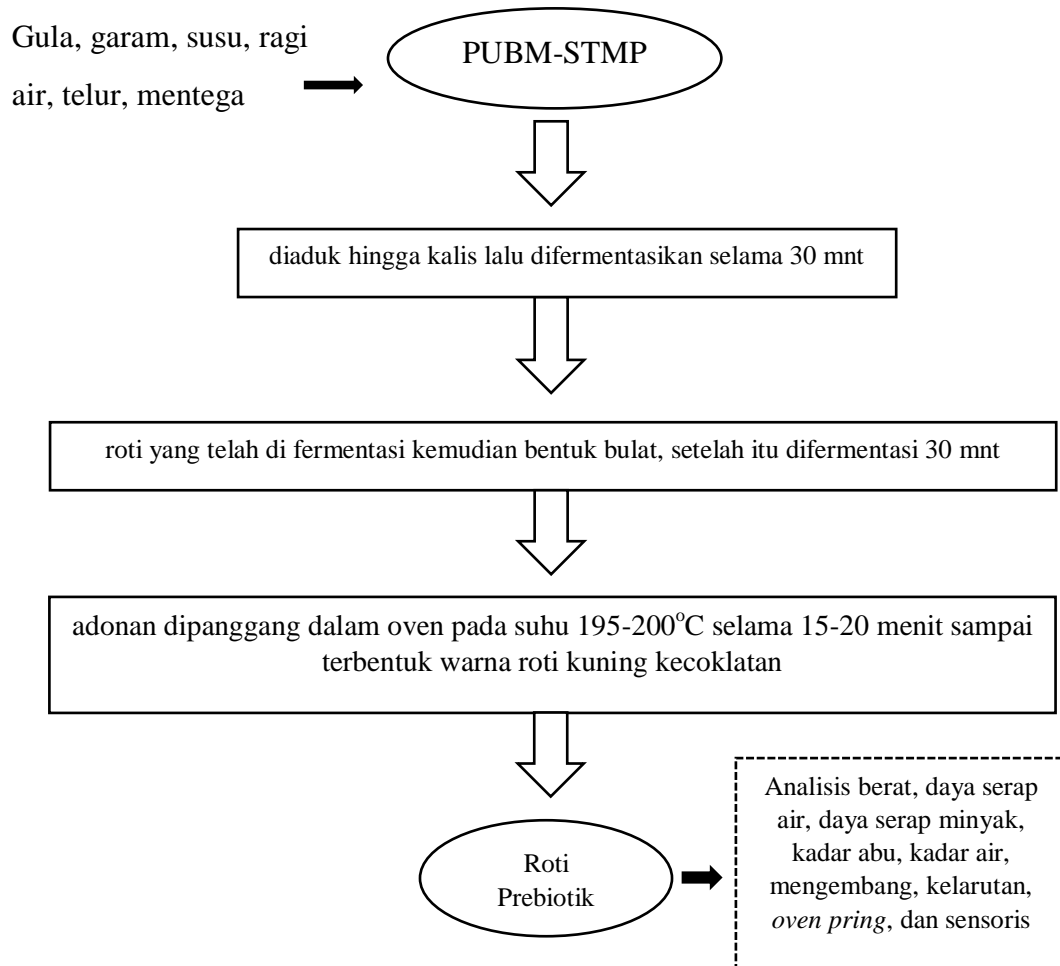 Gula, garam, susu, ragi
air, telur, mentega
PUBM-STMP
diaduk hingga kalis lalu difermentasikan selama 30 mnt
roti yang telah di fermentasi kemudian bentuk bulat, setelah itu difermentasi 30 mnt
adonan dipanggang dalam oven pada suhu 195-200°C selama 15-20 menit sampai
terbentuk warna roti kuning kecoklatan
Roti
Prebiotik
Analisis berat, daya serap
air, daya serap minyak,
kadar abu, kadar air,
mengembang, kelarutan,
oven pring, dan sensoris